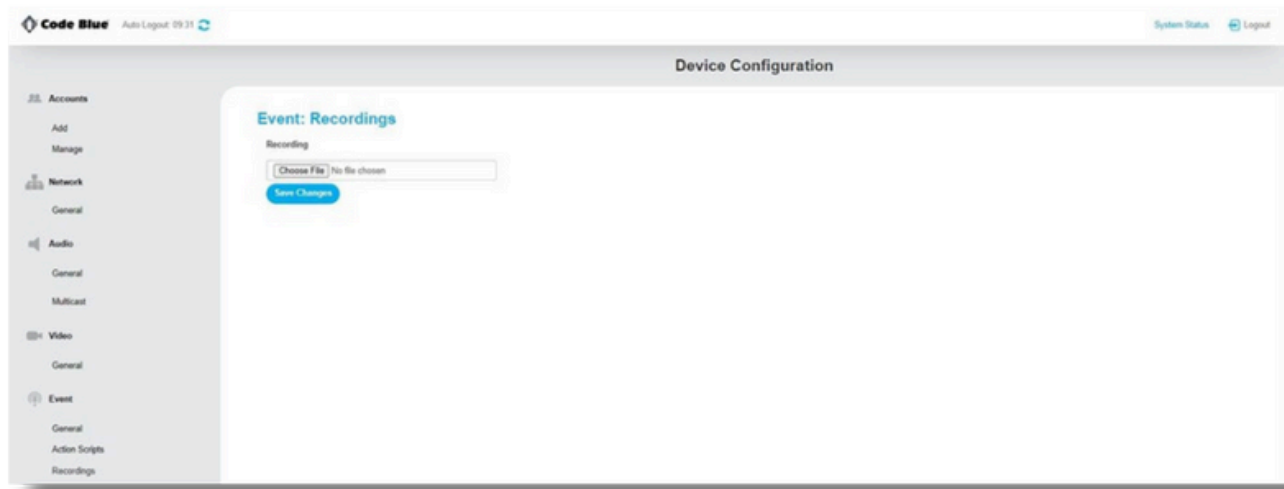 Code Blue Auto Logout: 09:31 System Status Logout
Device Configuration
Accounts
Add
Manage
Network
General
Audio
General
Multicast
Video
General
Event
General
Action Scripts
Recordings
Event: Recordings
Recording
Choose File No file chosen
Save Changes